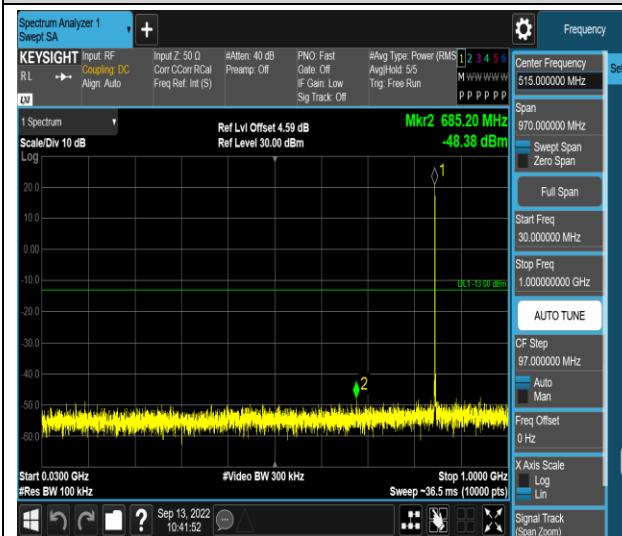 Spectrum Analyzer 1
Swept SA
+
Frequency
KEYSIGHT
RL
LXI
Input: RF
Coupling: DC
Align: Auto
Input Z: 50 Ω
Corr CCorr RCal
Freq Ref: Int (S)
#Atten: 40 dB
Preamp: Off
PNO: Fast
Gate: Off
IF Gain: Low
Sig Track: Off
#Avg Type: Power (RMS
Avg|Hold: 5/5
Trig: Free Run
1 2 3 4 5 6
M W W W W W
P P P P P P
1 Spectrum
Scale/Div 10 dB
Log
Ref Lvl Offset 4.59 dB
Ref Level 30.00 dBm
Mkr2 685.20 MHz
-48.38 dBm
1
20.0
10.0
0.00
-10.0
DL1 -13.00 dBm
-20.0
-40.0
2
-50.0
-60.0
Start 0.0300 GHz
#Res BW 100 kHz
#Video BW 300 kHz
Stop 1.0000 GHz
Sweep ~36.5 ms (10000 pts)
Sep 13, 2022
10:41:52
?
Center Frequency
515.000000 MHz
Span
970.000000 MHz
Swept Span
Zero Span
Full Span
Start Freq
30.000000 MHz
Stop Freq
1.000000000 GHz
AUTO TUNE
CF Step
97.000000 MHz
Auto
Man
Freq Offset
0 Hz
X Axis Scale
Log
Lin
Signal Track
(Span Zoom)